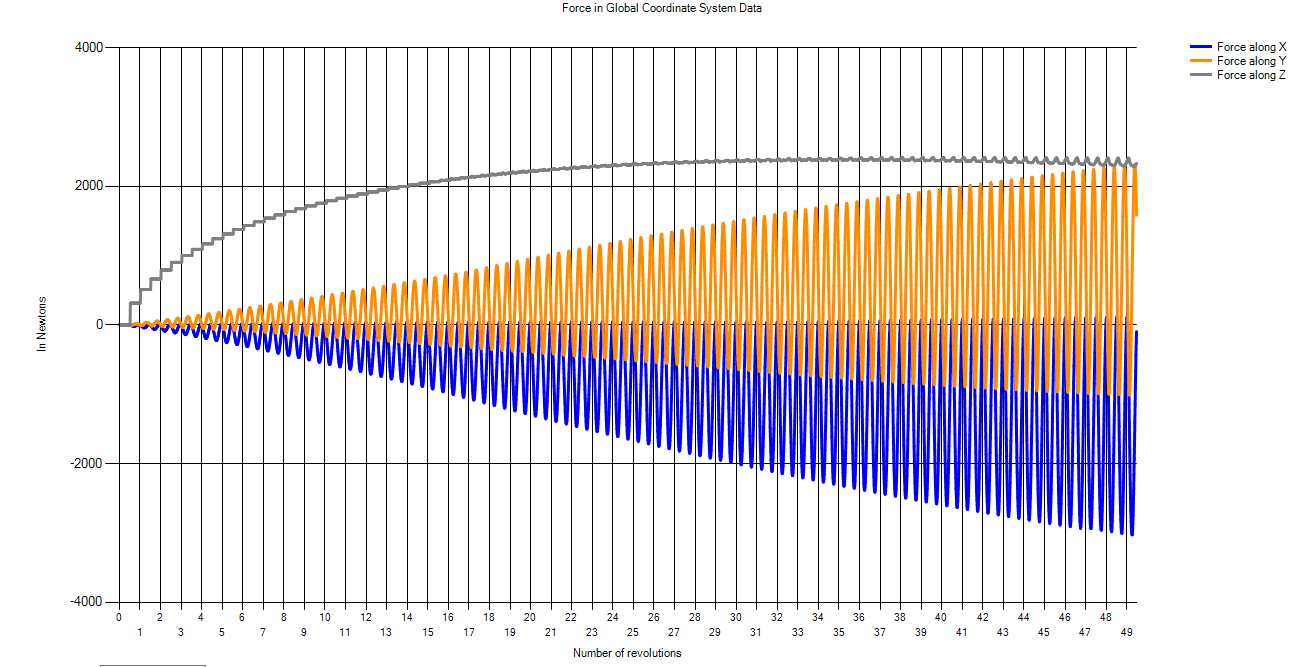 Force in Global Coordinate System Data
4000
2000
0
-2000
-4000
In Newtons
Force along X
Force along Y
Force along Z
0 2 4 6 8 10 12 14 16 18 20 22 24 26 28 30 32 34 36 38 40 42 44 46 48
1 3 5 7 9 11 13 15 17 19 21 23 25 27 29 31 33 35 37 39 41 43 45 47 49
Number of revolutions